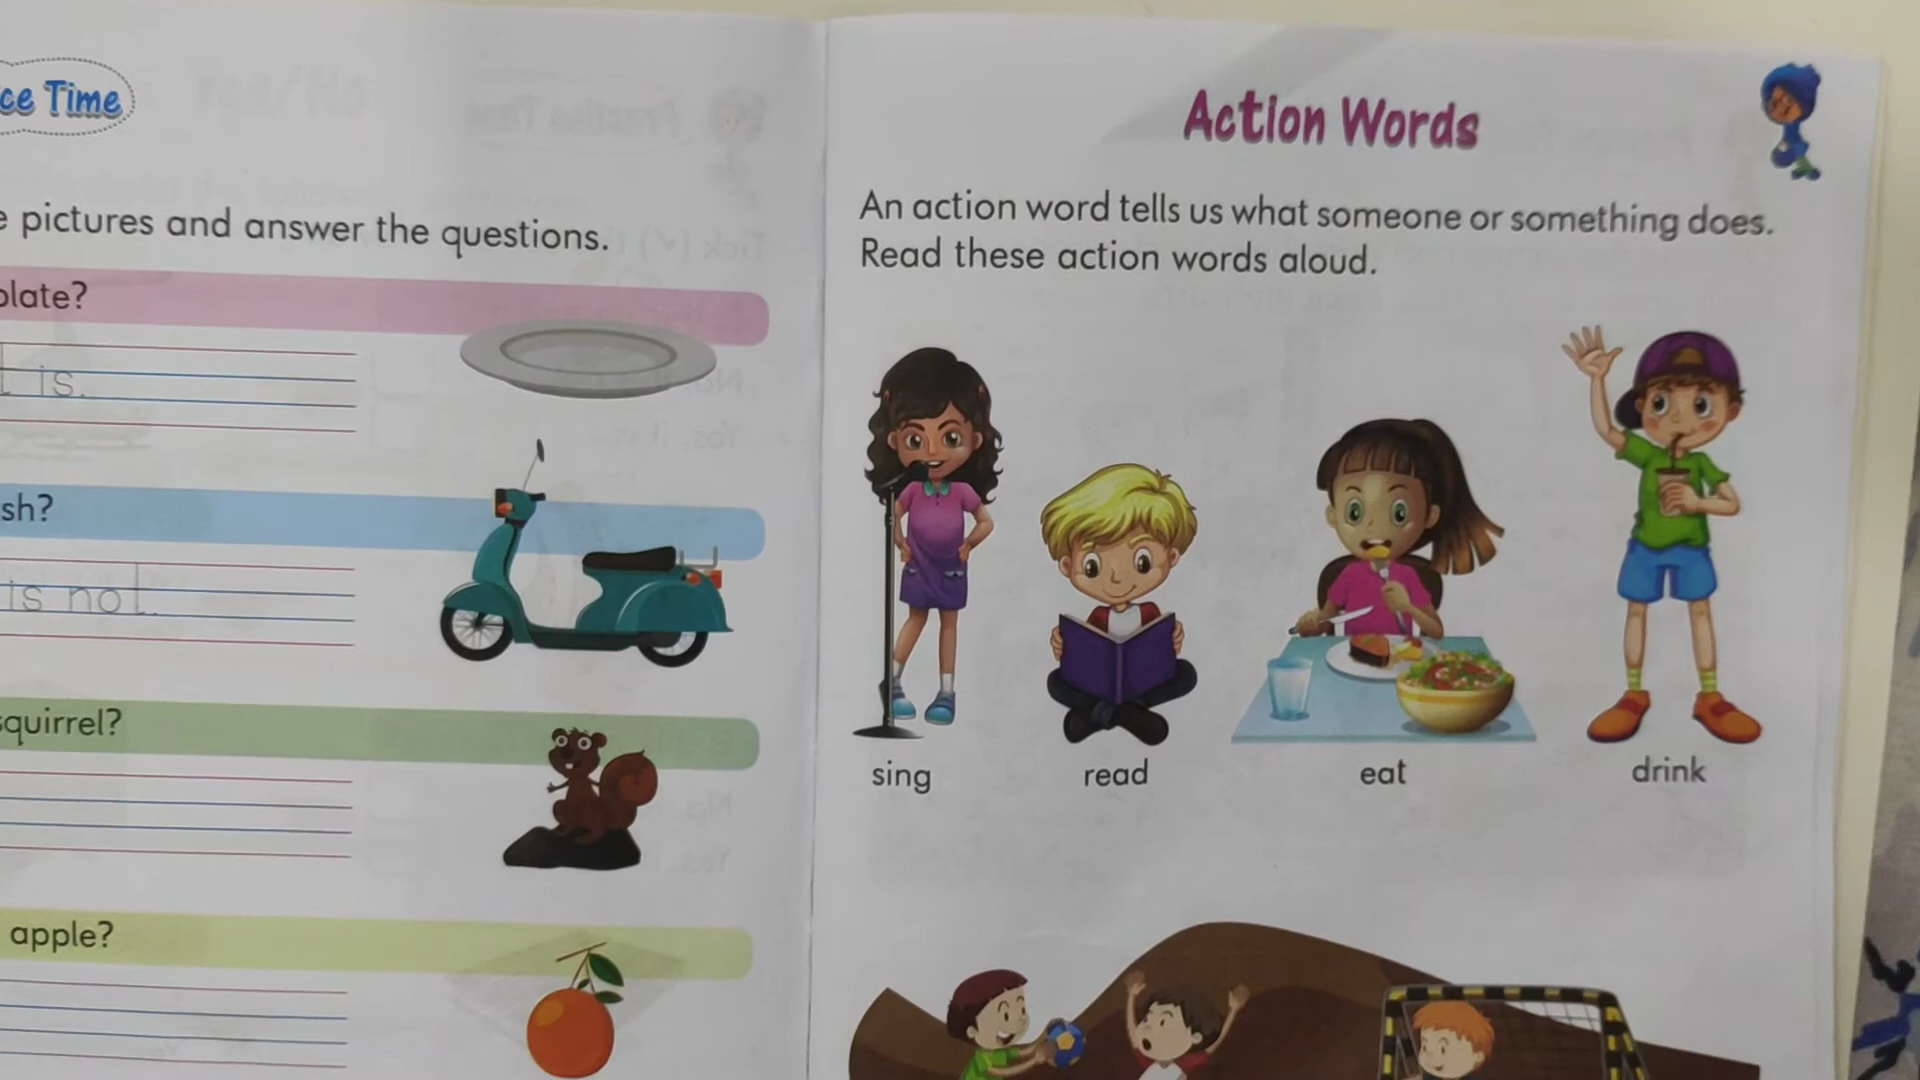 ce Time
pictures and answer the questions.
plate?
is.
sh?
is not.
squirrel?
apple?
Action Words
An action word tells us what someone or something does.
Read these action words aloud.
sing
read
eat
drink